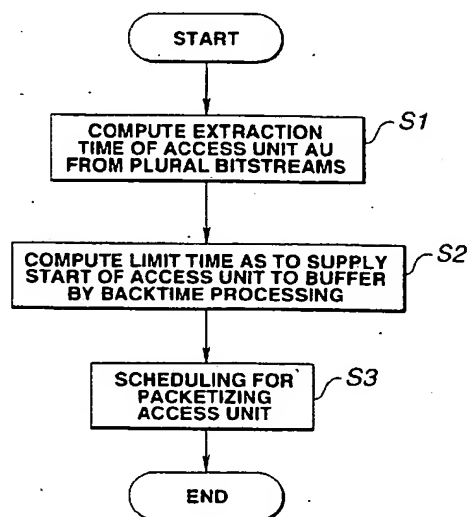 START
COMPUTE EXTRACTION
TIME OF ACCESS UNIT AU
FROM PLURAL BITSTREAMS
S1
COMPUTE LIMIT TIME AS TO SUPPLY
START OF ACCESS UNIT TO BUFFER
BY BACKTIME PROCESSING
S2
SCHEDULING FOR
PACKETIZING
ACCESS UNIT
S3
END